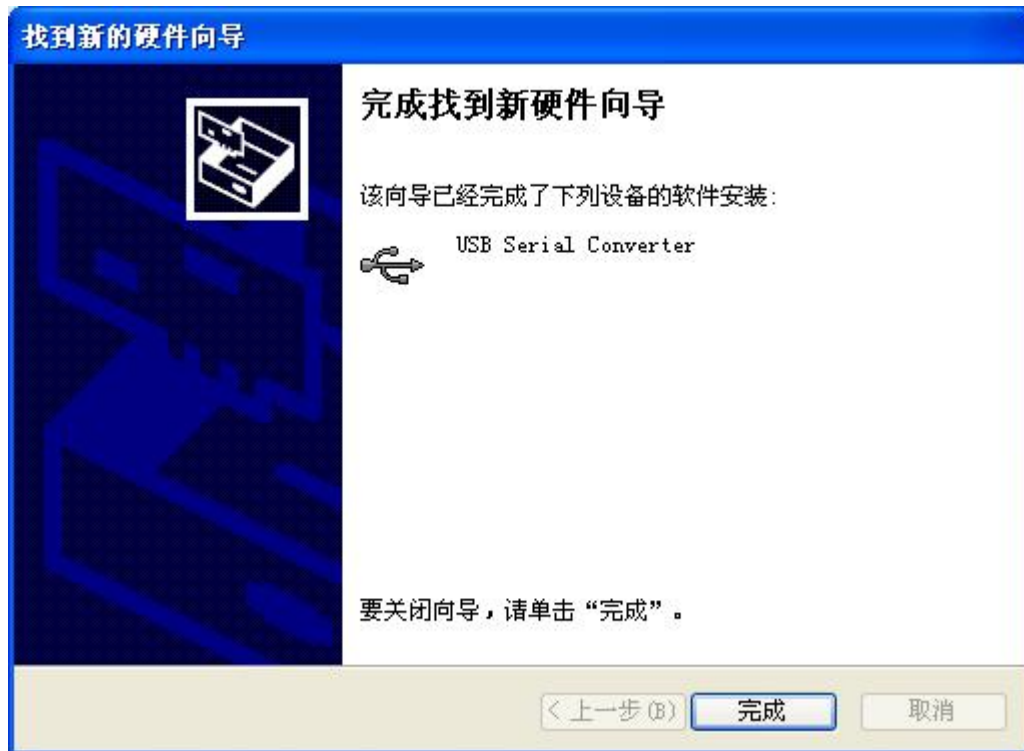 找到新的硬件向导
完成找到新硬件向导
该向导已经完成了下列设备的软件安装:
USB Serial Converter
要关闭向导，请单击“完成”。
< 上一步(B)
完成
取消